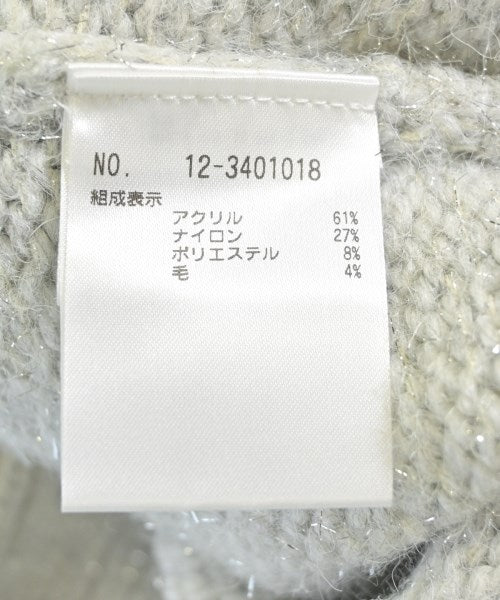 NO. 12-3401018
組成表示
アクリル 61%
ナイロン 27%
ポリエステル 8%
毛 4%